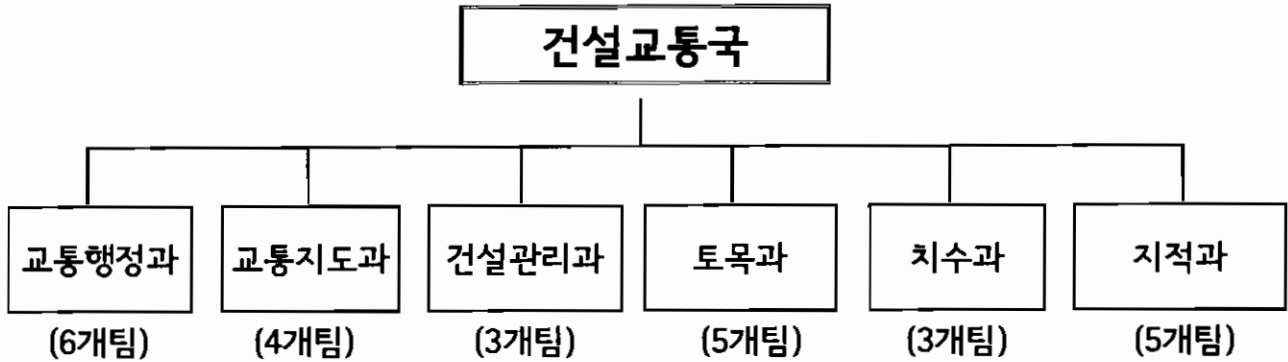 건설교통국
교통행정과 교통지도과 건설관리과 토목과 치수과 지적과
(6개팀) (4개팀) (3개팀) (5개팀) (3개팀) (5개팀)